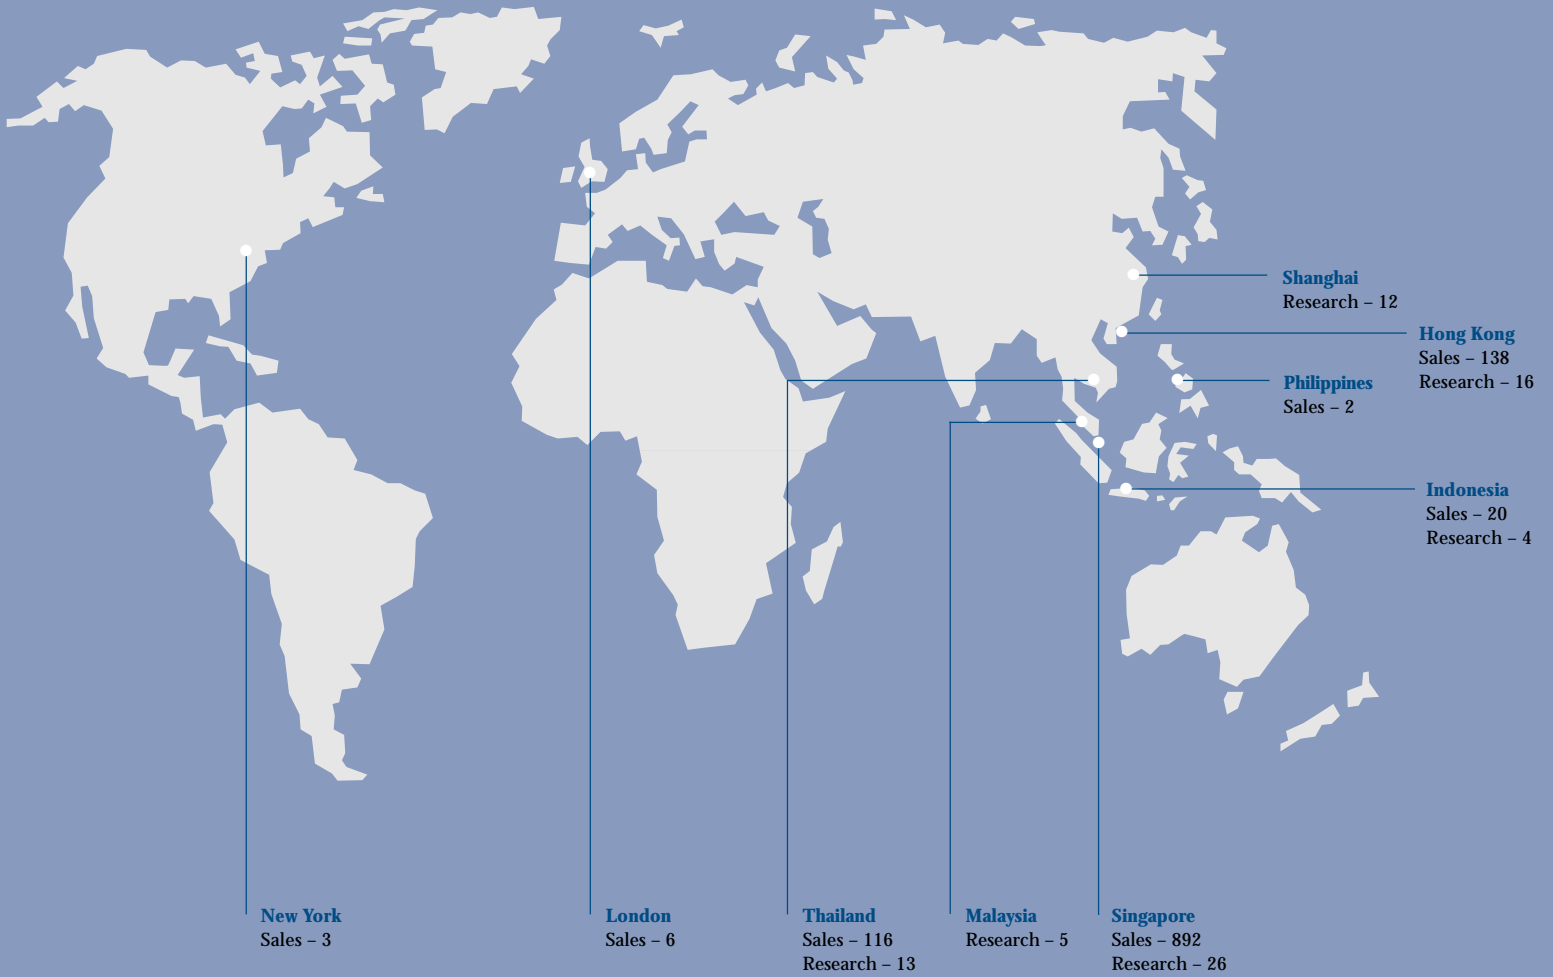 Shanghai
Research – 12
Hong Kong
Sales – 138
Research – 16
Philippines
Sales – 2
Indonesia
Sales – 20
Research – 4
New York
Sales – 3
London
Sales – 6
Thailand
Sales – 116
Research – 13
Malaysia
Research – 5
Singapore
Sales – 892
Research – 26